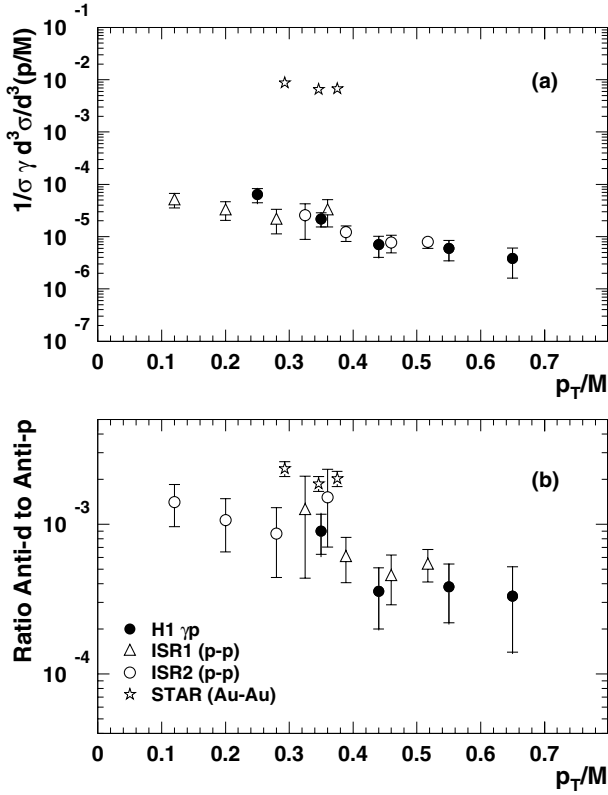 1/σ γ d³σ/d³(p/M)
10⁻¹
10⁻²
10⁻³
10⁻⁴
10⁻⁵
10⁻⁶
10⁻⁷
(a)
0 0.1 0.2 0.3 0.4 0.5 0.6 0.7
p_T/M
Ratio Anti-d to Anti-p
10⁻³
10⁻⁴
(b)
H1 γp
ISR1 (p-p)
ISR2 (p-p)
STAR (Au-Au)
0 0.1 0.2 0.3 0.4 0.5 0.6 0.7
p_T/M